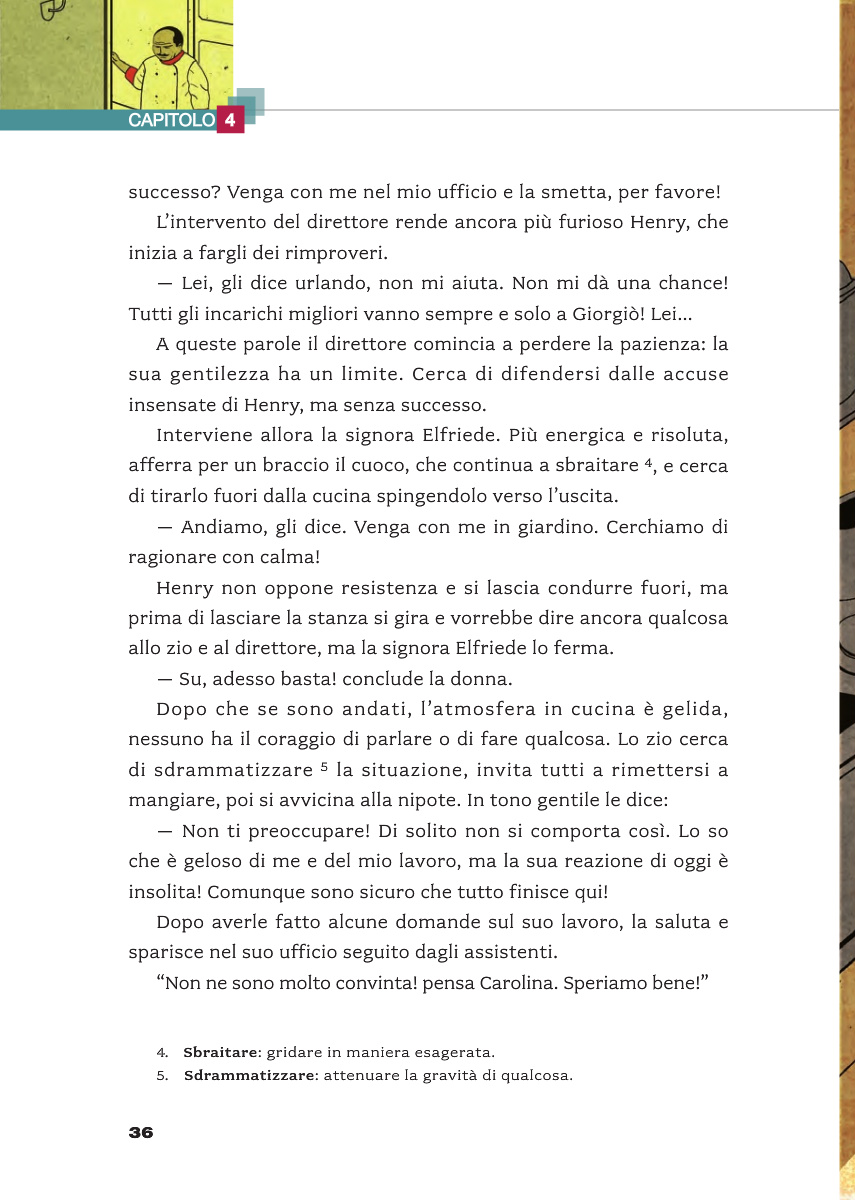 CAPITOLO 4
successo? Venga con me nel mio ufficio e la smetta, per favore!
L’intervento del direttore rende ancora più furioso Henry, che
inizia a fargli dei rimproveri.
— Lei, gli dice urlando, non mi aiuta. Non mi dà una chance!
Tutti gli incarichi migliori vanno sempre e solo a Giorgiò! Lei...
A queste parole il direttore comincia a perdere la pazienza: la
sua gentilezza ha un limite. Cerca di difendersi dalle accuse
insensate di Henry, ma senza successo.
Interviene allora la signora Elfriede. Più energica e risoluta,
afferra per un braccio il cuoco, che continua a sbraitare 4, e cerca
di tirarlo fuori dalla cucina spingendolo verso l’uscita.
— Andiamo, gli dice. Venga con me in giardino. Cerchiamo di
ragionare con calma!
Henry non oppone resistenza e si lascia condurre fuori, ma
prima di lasciare la stanza si gira e vorrebbe dire ancora qualcosa
allo zio e al direttore, ma la signora Elfriede lo ferma.
— Su, adesso basta! conclude la donna.
Dopo che se sono andati, l’atmosfera in cucina è gelida,
nessuno ha il coraggio di parlare o di fare qualcosa. Lo zio cerca
di sdrammatizzare 5 la situazione, invita tutti a rimettersi a
mangiare, poi si avvicina alla nipote. In tono gentile le dice:
— Non ti preoccupare! Di solito non si comporta così. Lo so
che è geloso di me e del mio lavoro, ma la sua reazione di oggi è
insolita! Comunque sono sicuro che tutto finisce qui!
Dopo averle fatto alcune domande sul suo lavoro, la saluta e
sparisce nel suo ufficio seguito dagli assistenti.
“Non ne sono molto convinta! pensa Carolina. Speriamo bene!”
4. Sbraitare: gridare in maniera esagerata.
5. Sdrammatizzare: attenuare la gravità di qualcosa.
36